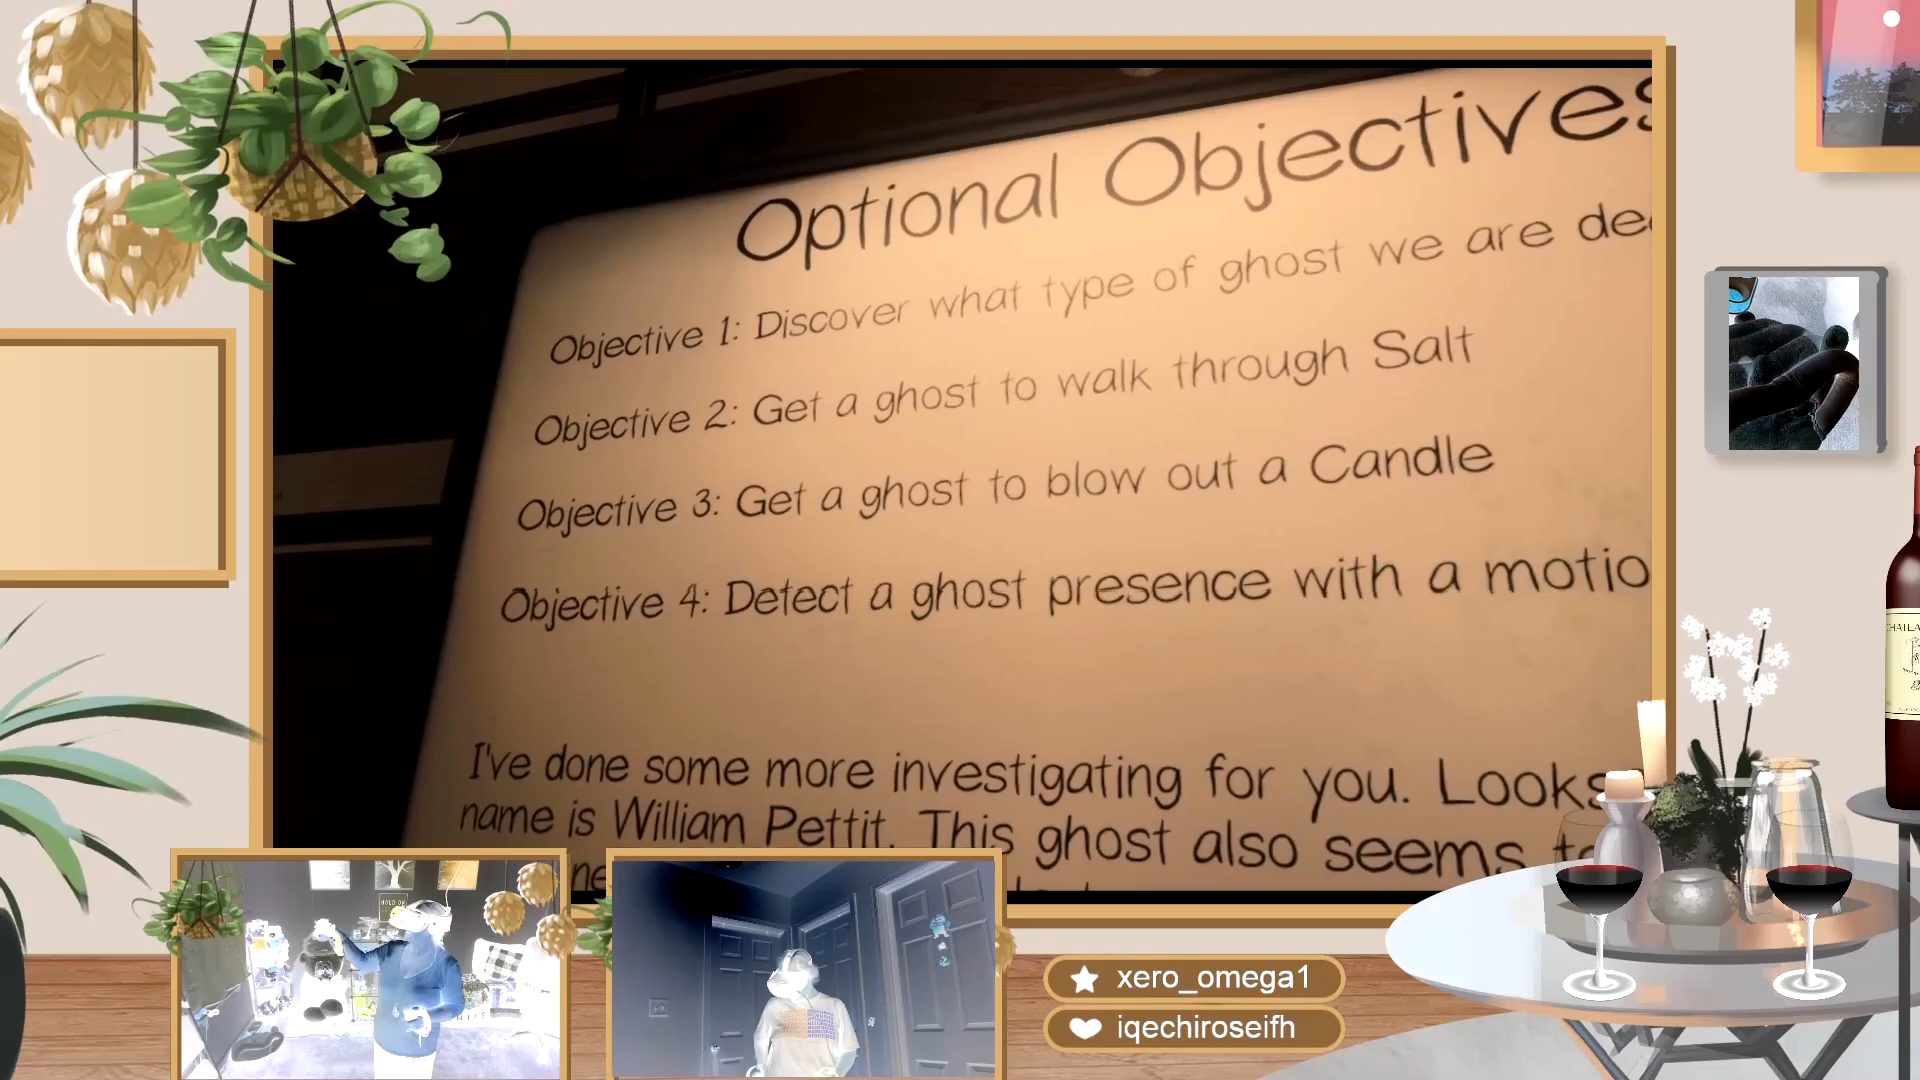 Optional Objectives
Objective 1: Discover what type of ghost we are
Objective 2: Get a ghost to walk through Salt
Objective 3: Get a ghost to blow out a Candle
Objective 4: Detect a ghost presence with a
I've done some more investigating for you. Looks
name is William Pettit. This ghost also seems
HOLD ON
xero_omega1
iqechiroseifh